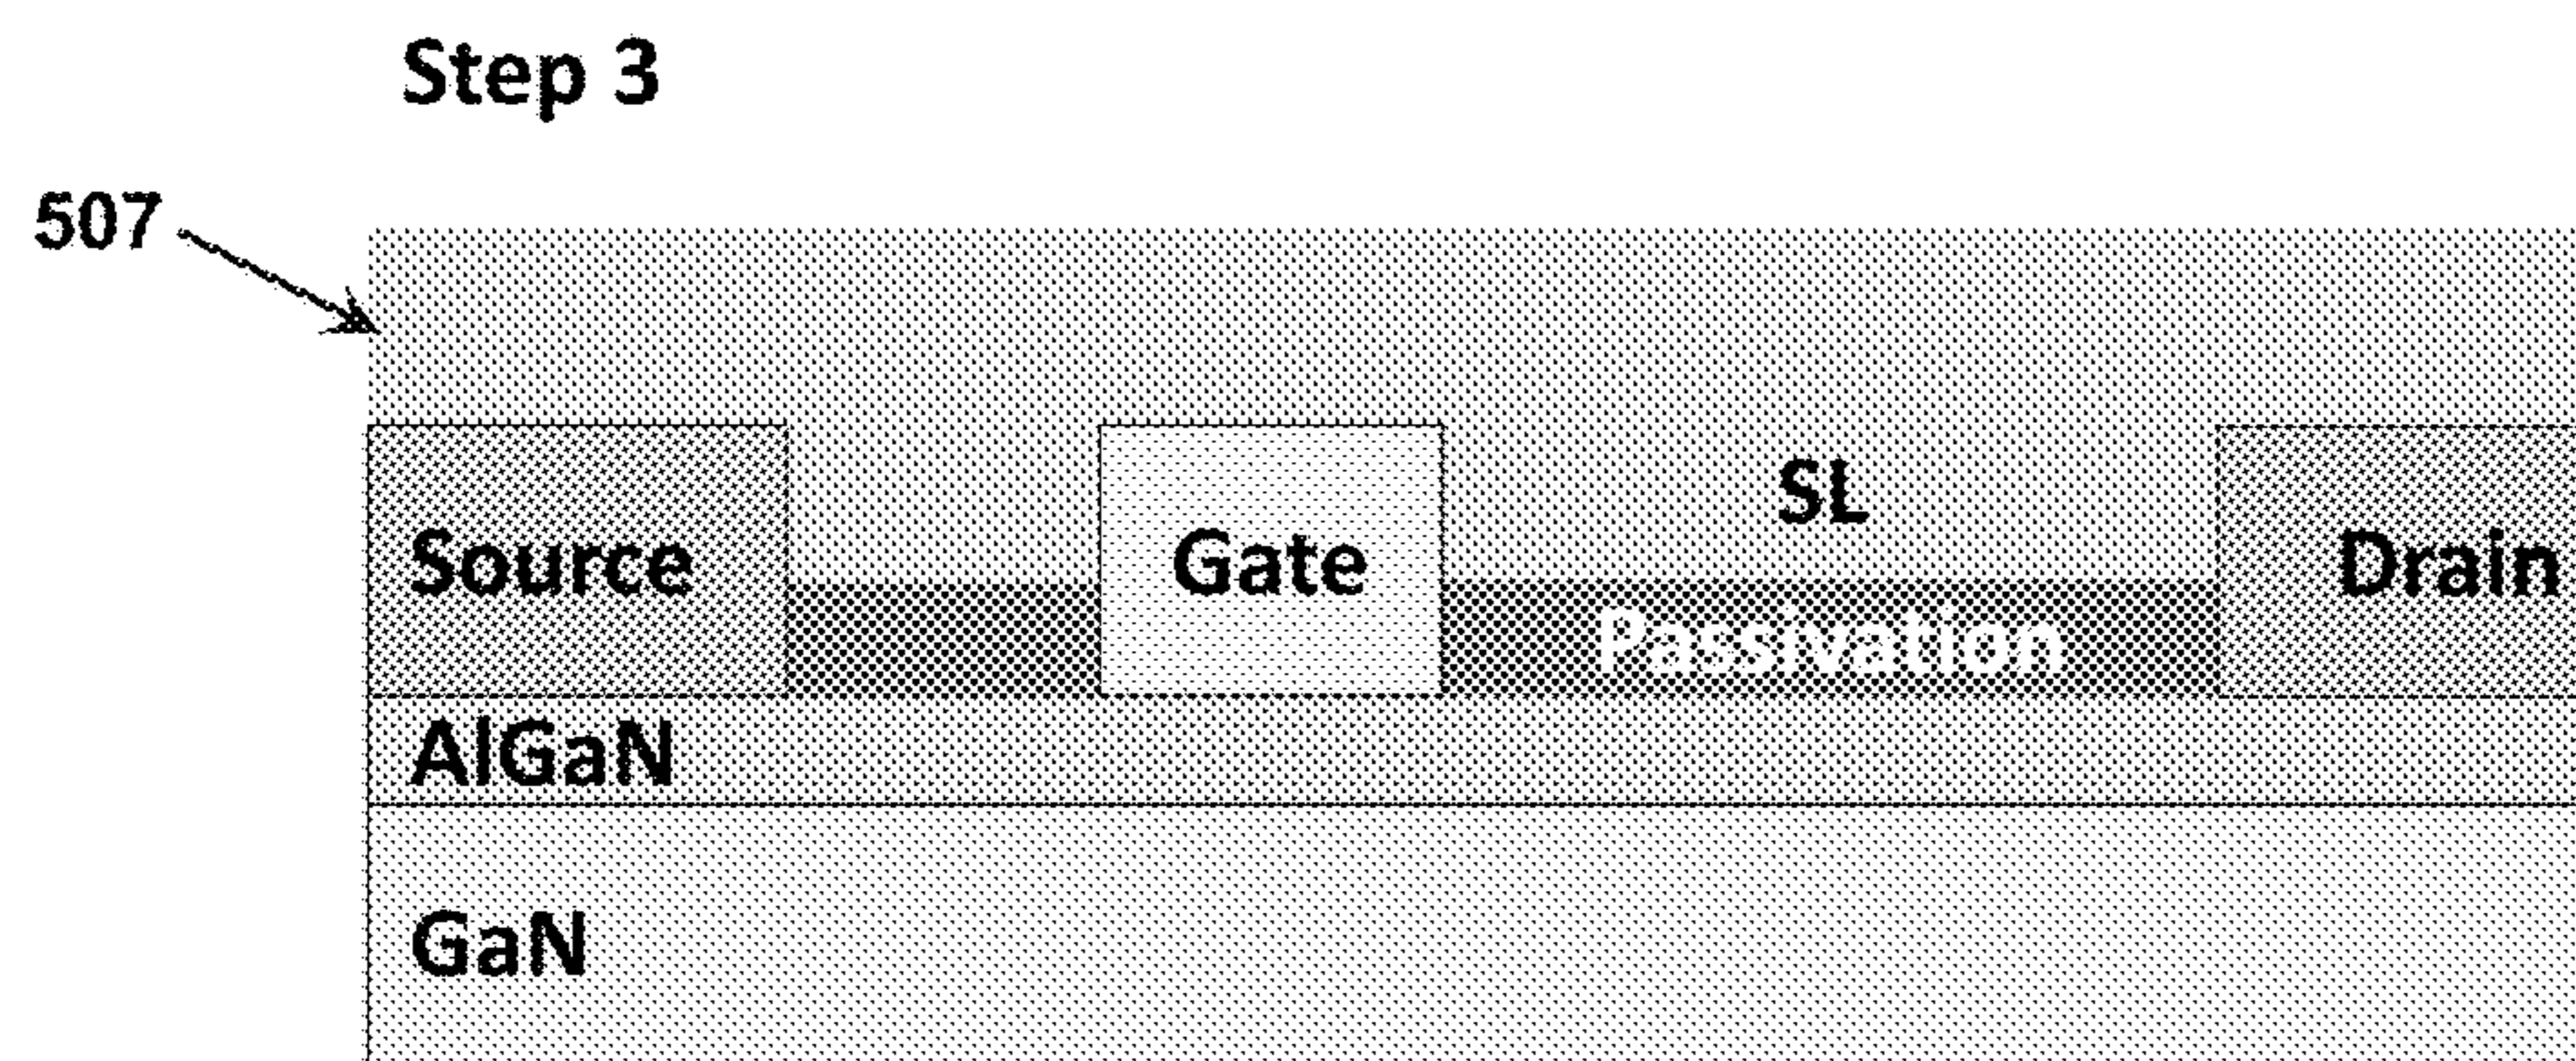 Step 3
507
SL
Source
Gate
Drain
Passivation
AlGaN
GaN